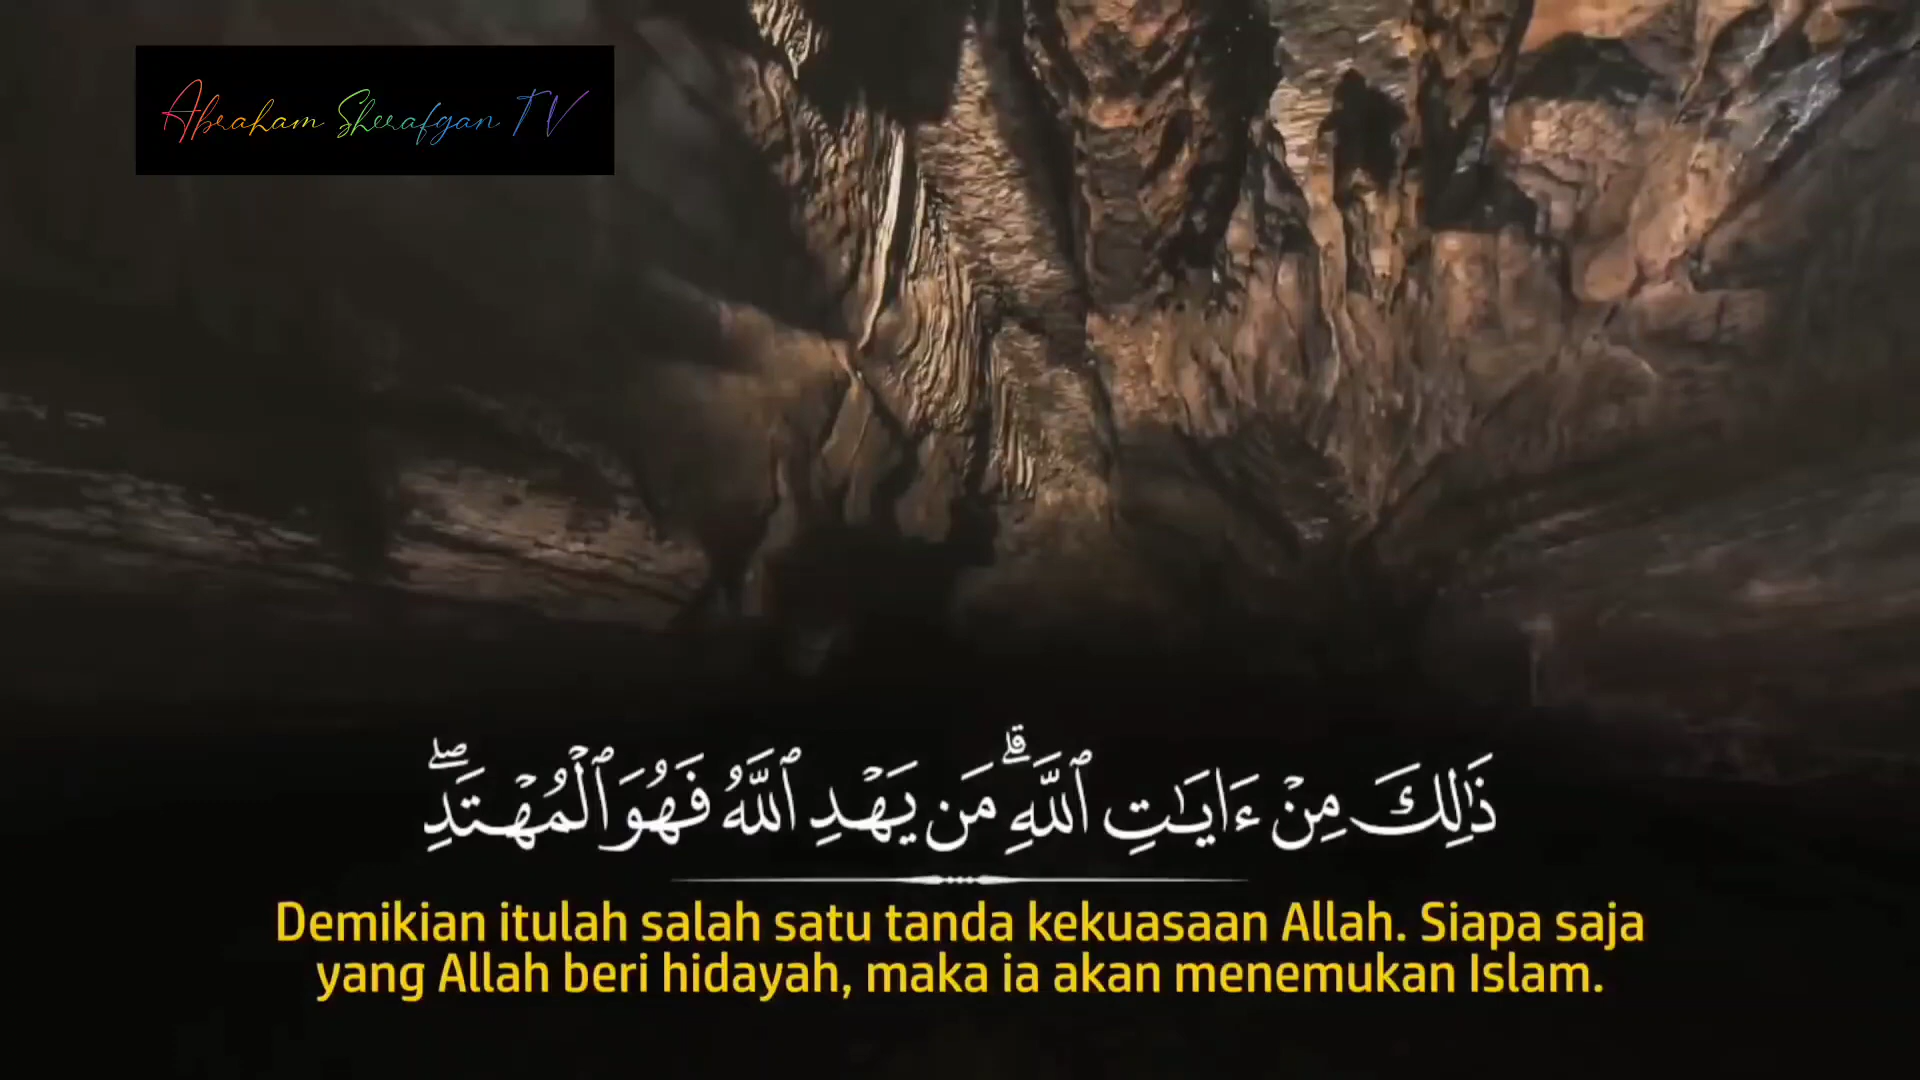 Abraham Sherafgan TV
ذَٰلِكَ مِنْ ءَايَـٰتِ ٱللَّهِ ۗ مَن يَهْدِ ٱللَّهُ فَهُوَ ٱلْمُهْتَدِ ۖ
Demikian itulah salah satu tanda kekuasaan Allah. Siapa saja
yang Allah beri hidayah, maka ia akan menemukan Islam.